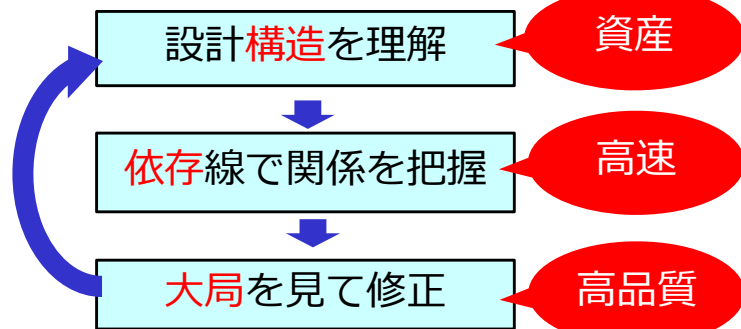 設計構造を理解
資産
依存線で関係を把握
高速
大局を見て修正
高品質